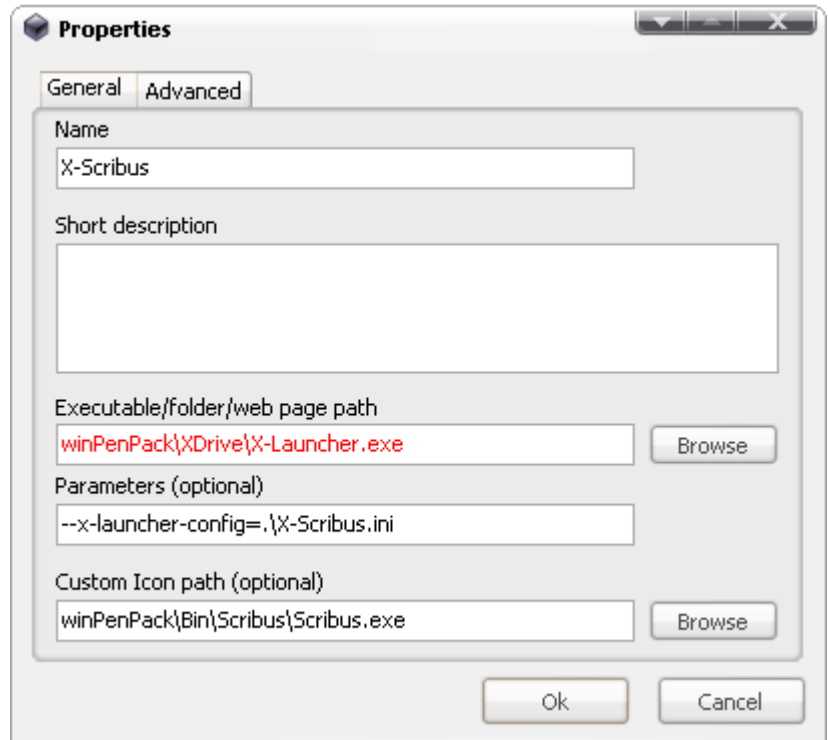 Properties
X
General
Advanced
Name
X-Scribus
Short description
Executable/folder/web page path
winPenPack\XDrive\X-Launcher.exe
Browse
Parameters (optional)
--x-launcher-config=.\X-Scribus.ini
Custom Icon path (optional)
winPenPack\Bin\Scribus\Scribus.exe
Browse
Ok
Cancel